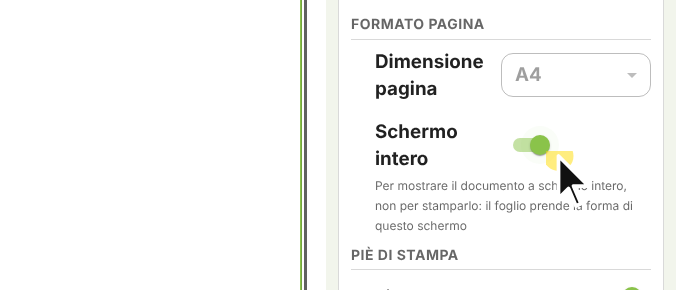 FORMATO PAGINA
Dimensione
pagina
A4
Schermo
intero
Per mostrare il documento a intero,
non per stamparlo: il foglio prende la forma di
questo schermo
PIÈ DI STAMPA